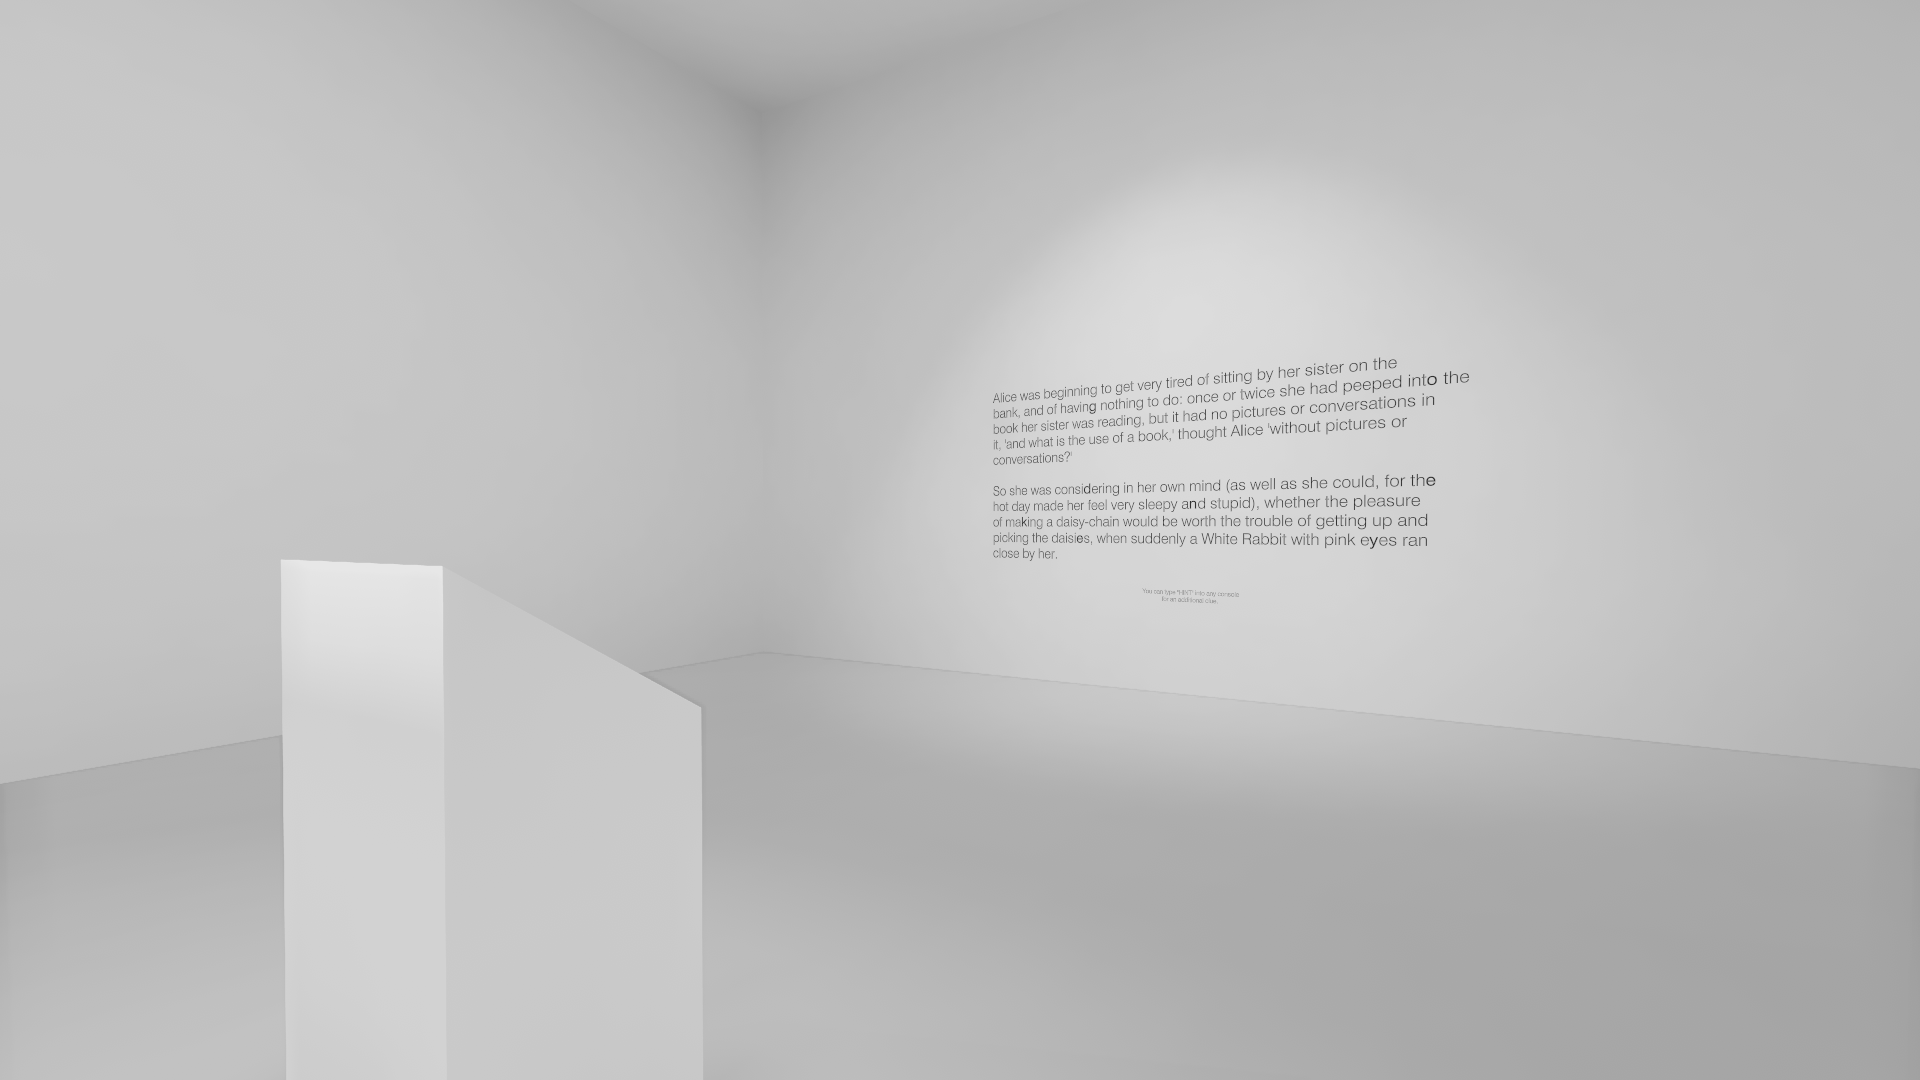 Alice was beginning to get very tired of sitting by her sister on the
bank, and of having nothing to do: once or twice she had peeped into the
book her sister was reading, but it had no pictures or conversations in
it, 'and what is the use of a book,' thought Alice 'without pictures or
conversations?'
So she was considering in her own mind (as well as she could, for the
hot day made her feel very sleepy and stupid), whether the pleasure
of making a daisy-chain would be worth the trouble of getting up and
picking the daisies, when suddenly a White Rabbit with pink eyes ran
close by her.
You can type "HINT" into any console
for an additional clue.